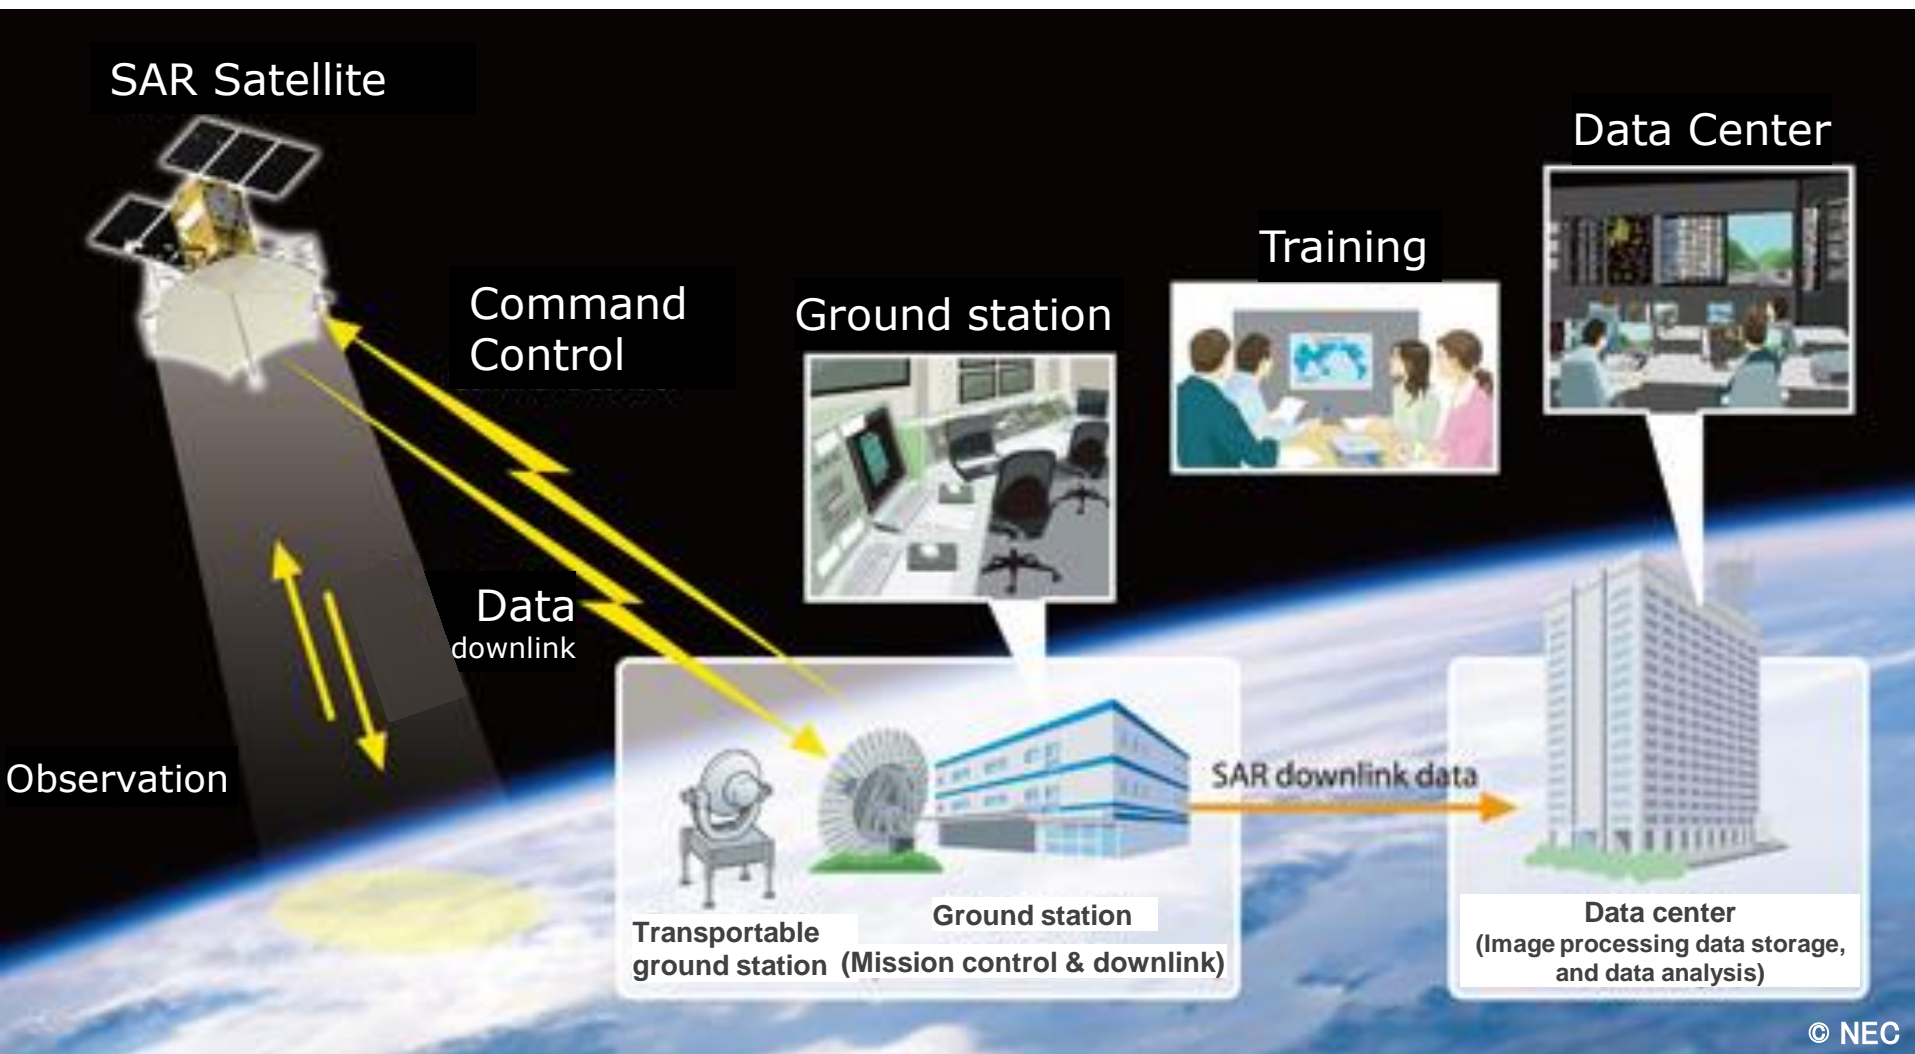 SAR Satellite
Data Center
Training
Command
Control
Ground station
Data
downlink
Observation
SAR downlink data
Transportable
ground station
Ground station
(Mission control & downlink)
Data center
(Image processing data storage,
and data analysis)
© NEC